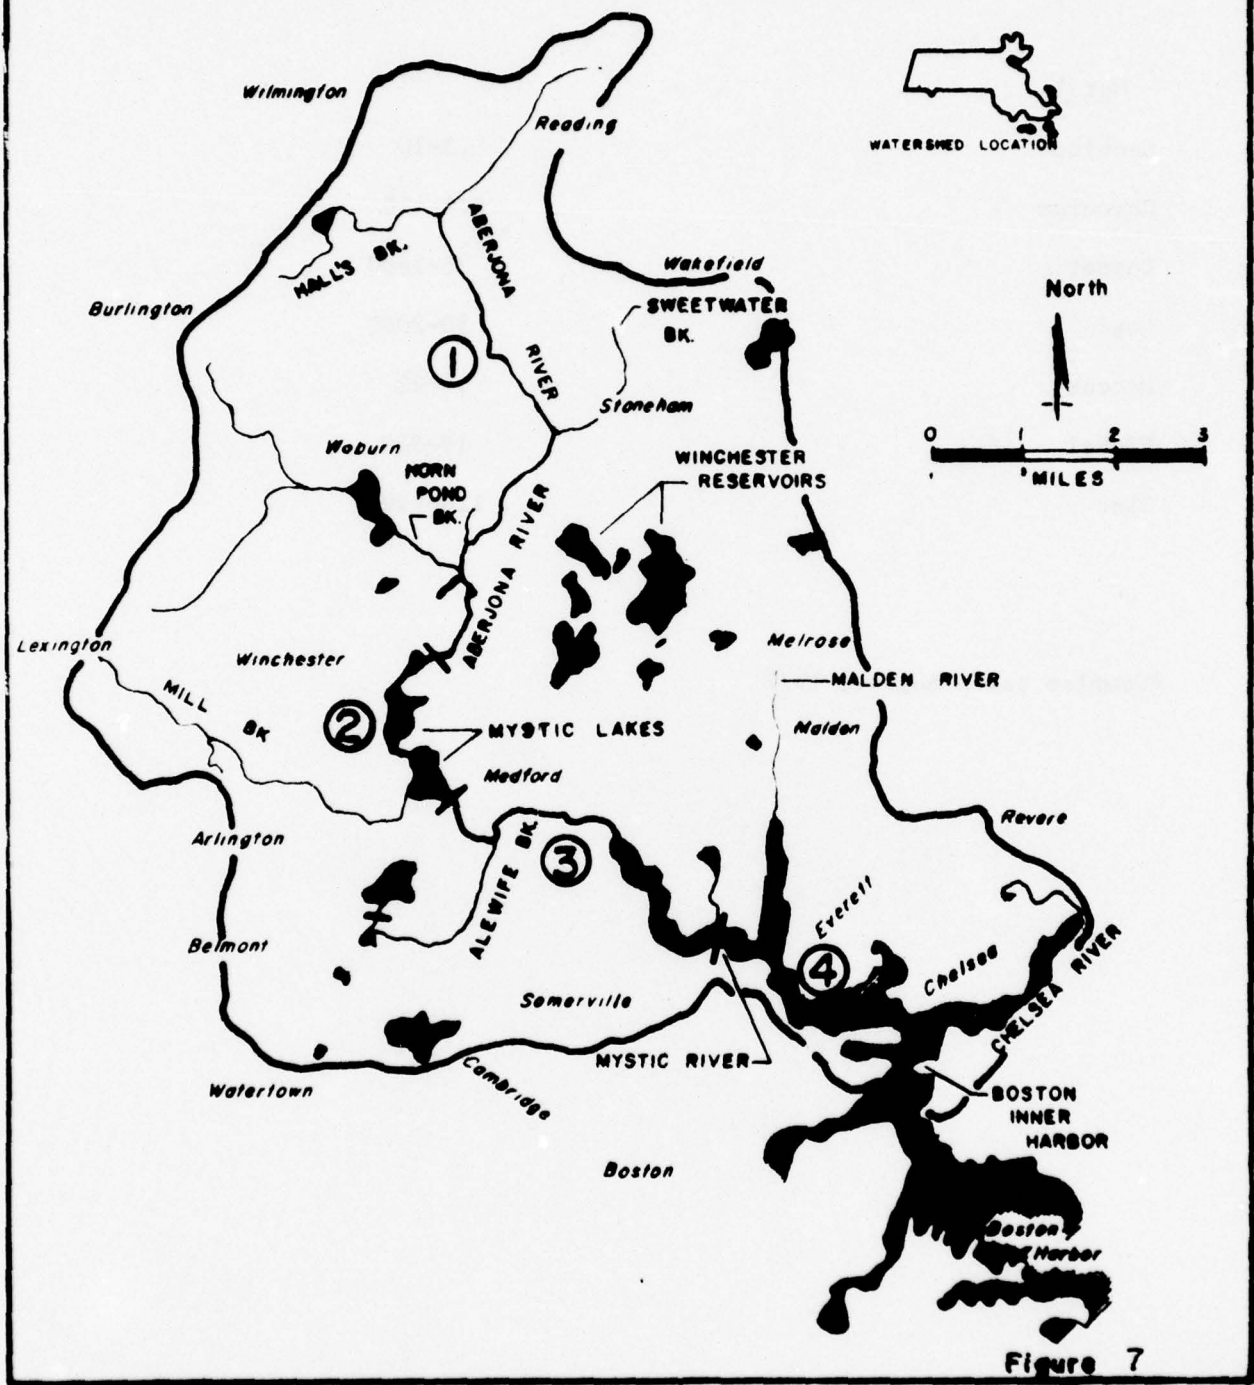 Wilmington
Reading
WATERSHED LOCATION
ABERJONA
RIVER
HALL'S BK.
Wakefield
SWEETWATER
BK.
North
Burlington
1
Stoneham
0 1 2 3
MILES
Woburn
HORN
POND
BK.
WINCHESTER
RESERVOIRS
ABERJONA RIVER
Lexington
Winchester
Melrose
MALDEN RIVER
MILL
BK
2
MYSTIC LAKES
Malden
Medford
Revere
Arlington
ALEWIFE BK.
3
Everett
Belmont
4
Chelsea
CHELSEA RIVER
Somerville
MYSTIC RIVER
Watertown
Cambridge
BOSTON
INNER
HARBOR
Boston
Boston
Harbor
Figure 7